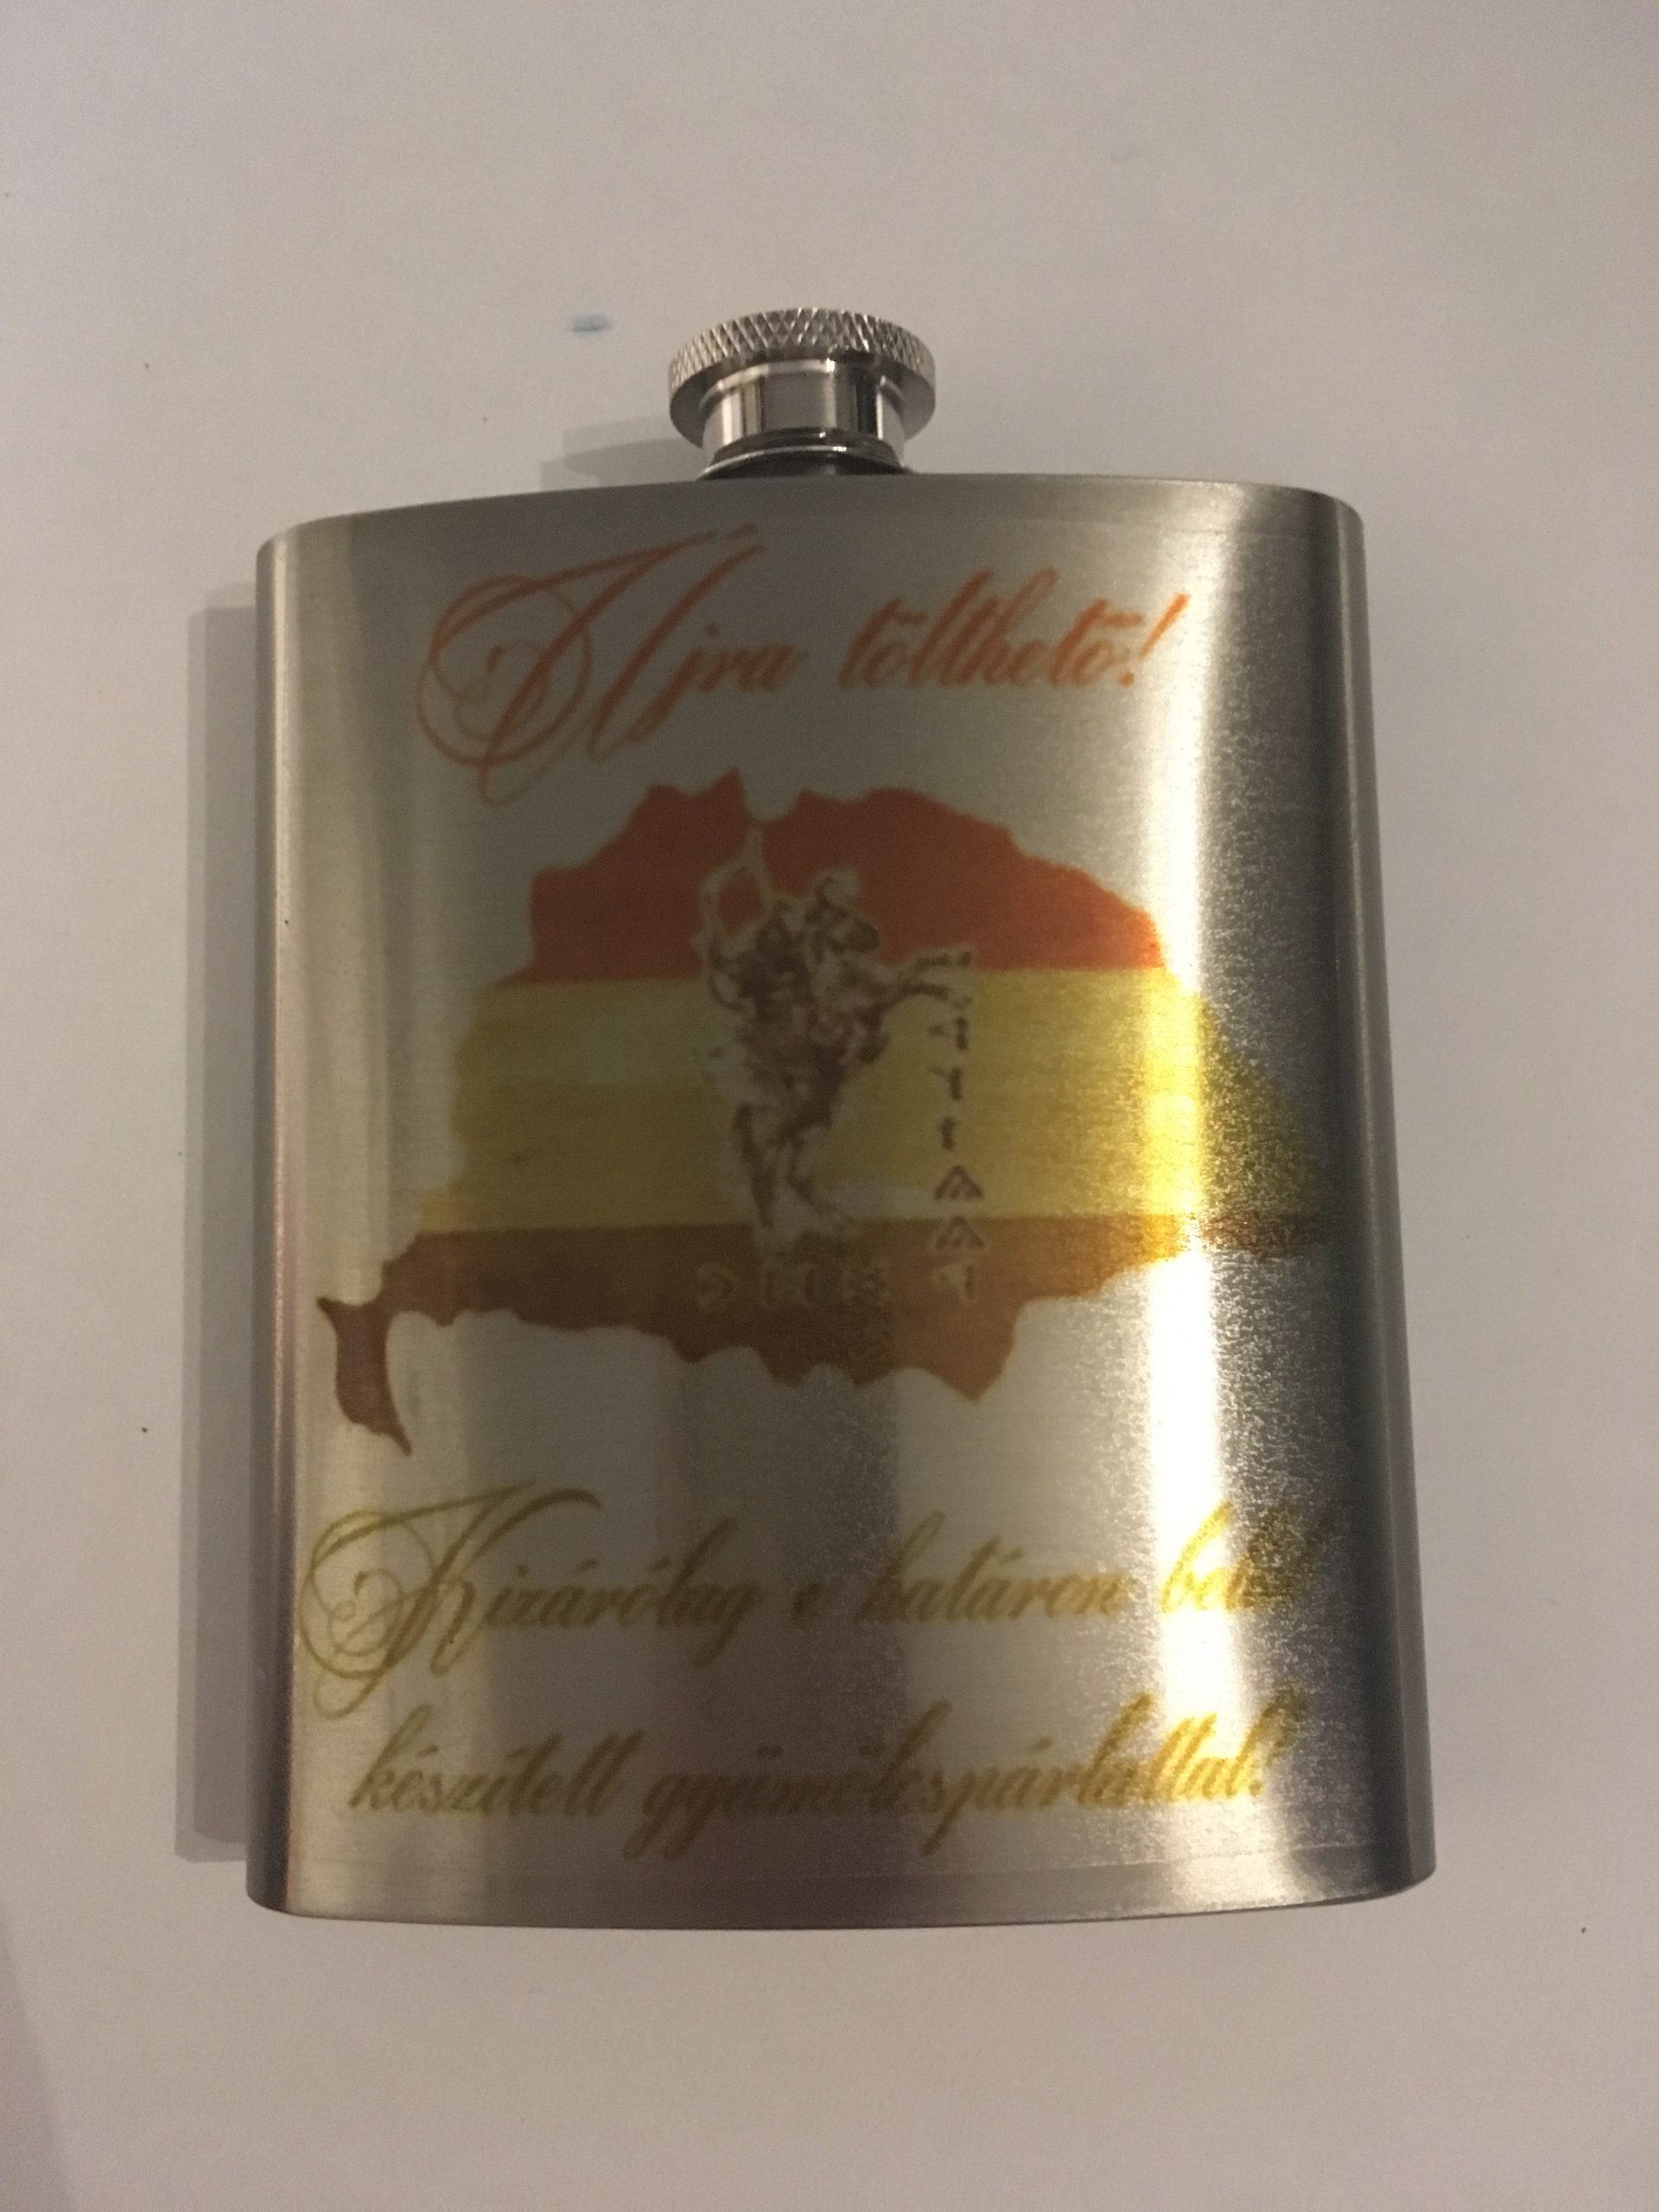 Újra tölthető!
Kizárólag e határon belül
készített gyümölcspárlattal!